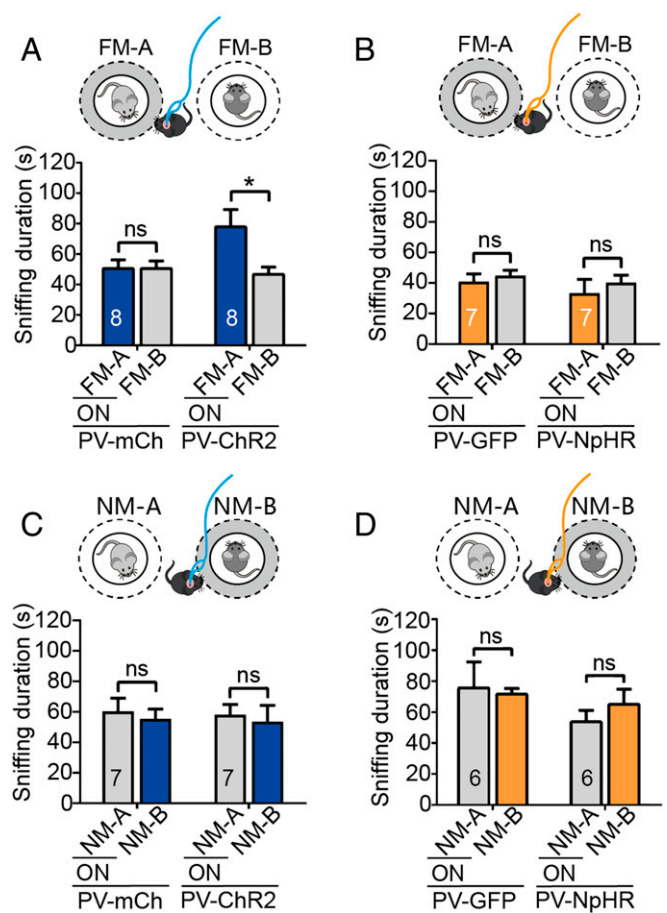 A
FM-A FM-B
Sniffing duration (s)
120
100
80
60
40
20
0
ns
*
8
8
FM-A FM-B FM-A FM-B
ON ON
PV-mCh PV-ChR2
B
FM-A FM-B
Sniffing duration (s)
120
100
80
60
40
20
0
ns
ns
7
7
FM-A FM-B FM-A FM-B
ON ON
PV-GFP PV-NpHR
C
NM-A NM-B
Sniffing duration (s)
120
100
80
60
40
20
0
ns
ns
7
7
NM-A NM-B NM-A NM-B
ON ON
PV-mCh PV-ChR2
D
NM-A NM-B
Sniffing duration (s)
120
100
80
60
40
20
0
ns
ns
6
6
NM-A NM-B NM-A NM-B
ON ON
PV-GFP PV-NpHR